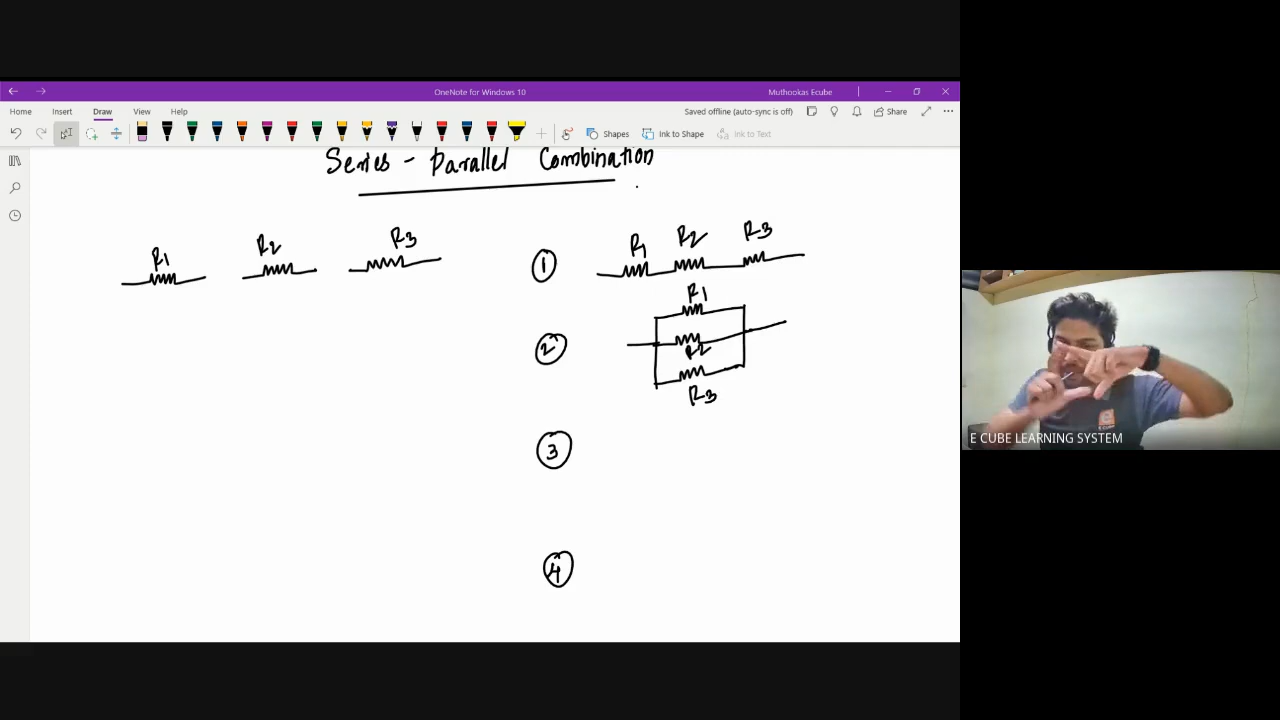 OneNote for Windows 10
Muthookas Ecube
Home Insert Draw View Help
Saved offline (auto-sync is off)
Share
Shapes
Ink to Shape
Ink to Text
Series - Parallel Combination
R1 R2 R3
1 R1 R2 R3
2 R1
R2
R3
3
4
E CUBE LEARNING SYSTEM